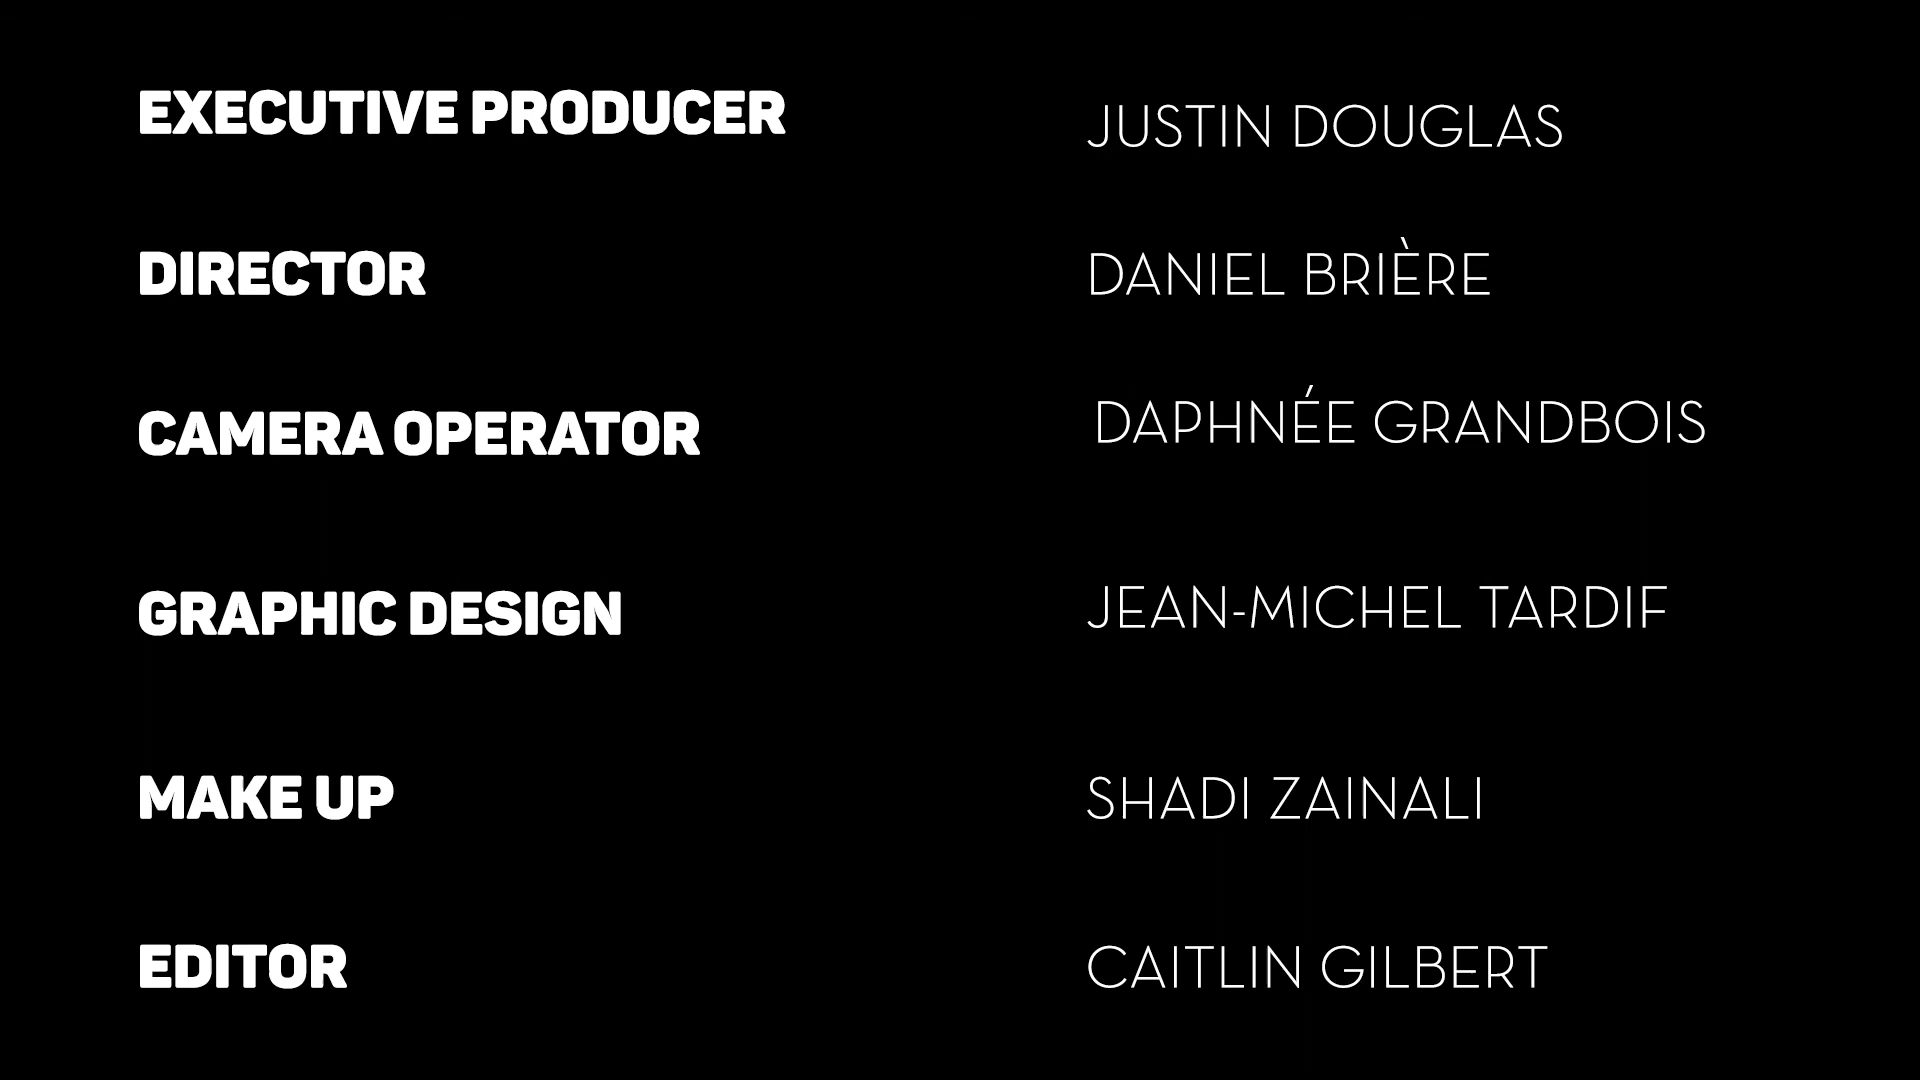 EXECUTIVE PRODUCER JUSTIN DOUGLAS
DIRECTOR DANIEL BRIÈRE
CAMERA OPERATOR DAPHNÉE GRANDBOIS
GRAPHIC DESIGN JEAN-MICHEL TARDIF
MAKE UP SHADI ZAINALI
EDITOR CAITLIN GILBERT